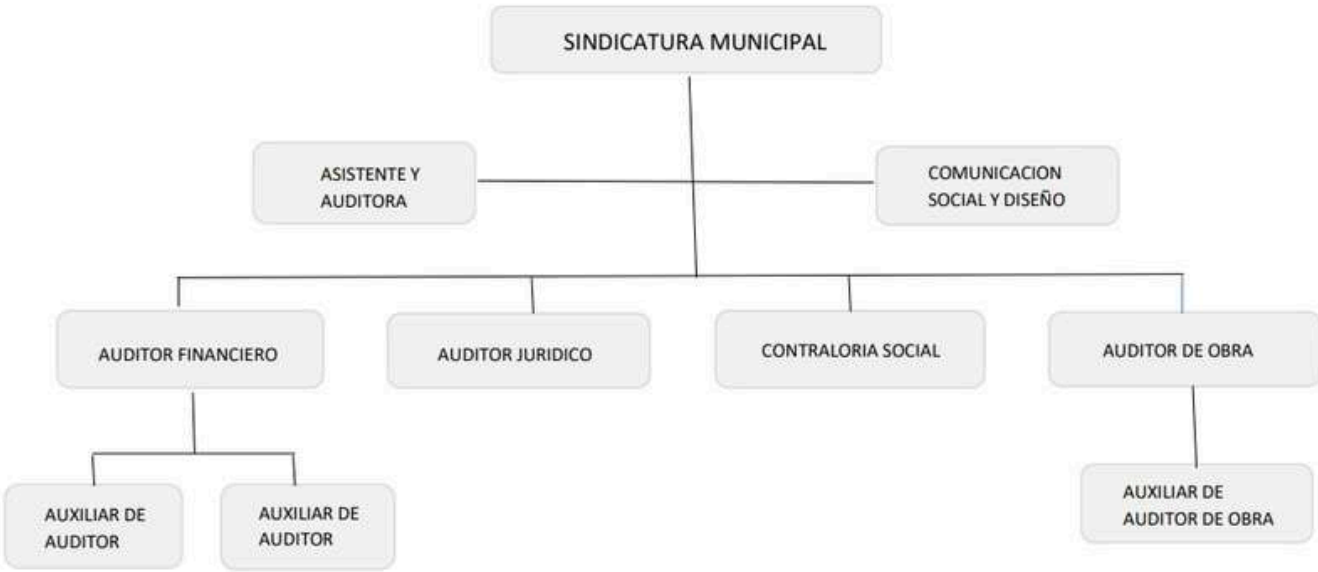 SINDICATURA MUNICIPAL
ASISTENTE Y
AUDITORA
COMUNICACION
SOCIAL Y DISEÑO
AUDITOR FINANCIERO
AUDITOR JURIDICO
CONTRALORIA SOCIAL
AUDITOR DE OBRA
AUXILIAR DE
AUDITOR
AUXILIAR DE
AUDITOR
AUXILIAR DE
AUDITOR DE OBRA